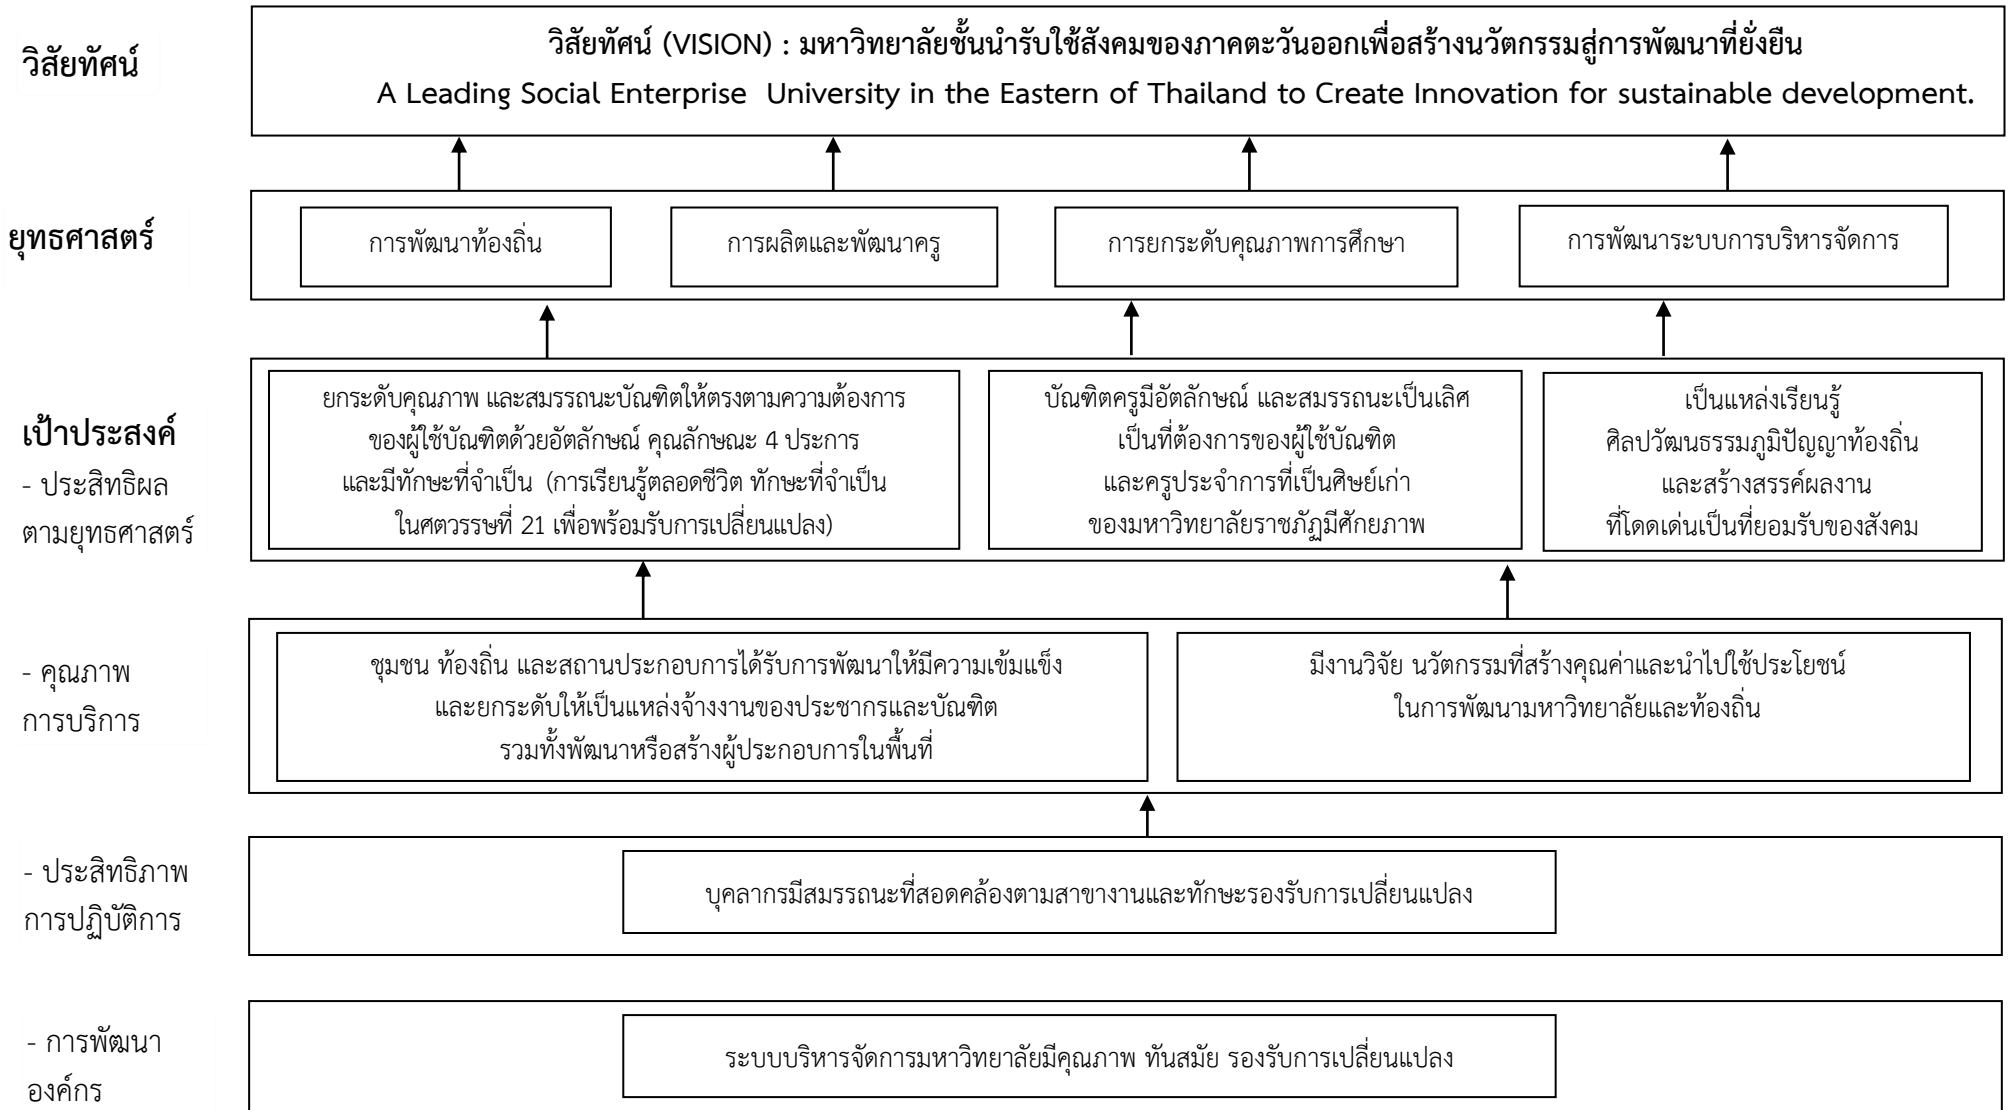 วิสัยทัศน์
วิสัยทัศน์ (VISION) : มหาวิทยาลัยชั้นนำรับใช้สังคมของภาคตะวันออกเพื่อสร้างนวัตกรรมสู่การพัฒนาที่ยั่งยืน
A Leading Social Enterprise University in the Eastern of Thailand to Create Innovation for sustainable development.
ยุทธศาสตร์
การพัฒนาท้องถิ่น
การผลิตและพัฒนาครู
การยกระดับคุณภาพการศึกษา
การพัฒนาระบบการบริหารจัดการ
เป้าประสงค์
- ประสิทธิผล
ตามยุทธศาสตร์
ยกระดับคุณภาพ และสมรรถนะบัณฑิตให้ตรงตามความต้องการ
ของผู้ใช้บัณฑิตด้วยอัตลักษณ์ คุณลักษณะ 4 ประการ
และมีทักษะที่จำเป็น (การเรียนรู้ตลอดชีวิต ทักษะที่จำเป็น
ในศตวรรษที่ 21 เพื่อพร้อมรับการเปลี่ยนแปลง)
บัณฑิตครูมีอัตลักษณ์ และสมรรถนะเป็นเลิศ
เป็นที่ต้องการของผู้ใช้บัณฑิต
และครูประจำการที่เป็นศิษย์เก่า
ของมหาวิทยาลัยราชภัฏมีศักยภาพ
เป็นแหล่งเรียนรู้
ศิลปวัฒนธรรมภูมิปัญญาท้องถิ่น
และสร้างสรรค์ผลงาน
ที่โดดเด่นเป็นที่ยอมรับของสังคม
- คุณภาพ
การบริการ
ชุมชน ท้องถิ่น และสถานประกอบการได้รับการพัฒนาให้มีความเข้มแข็ง
และยกระดับให้เป็นแหล่งจ้างงานของประชากรและบัณฑิต
รวมทั้งพัฒนาหรือสร้างผู้ประกอบการในพื้นที่
มีงานวิจัย นวัตกรรมที่สร้างคุณค่าและนำไปใช้ประโยชน์
ในการพัฒนามหาวิทยาลัยและท้องถิ่น
- ประสิทธิภาพ
การปฏิบัติการ
บุคลากรมีสมรรถนะที่สอดคล้องตามสาขางานและทักษะรองรับการเปลี่ยนแปลง
- การพัฒนา
องค์กร
ระบบบริหารจัดการมหาวิทยาลัยมีคุณภาพ ทันสมัย รองรับการเปลี่ยนแปลง